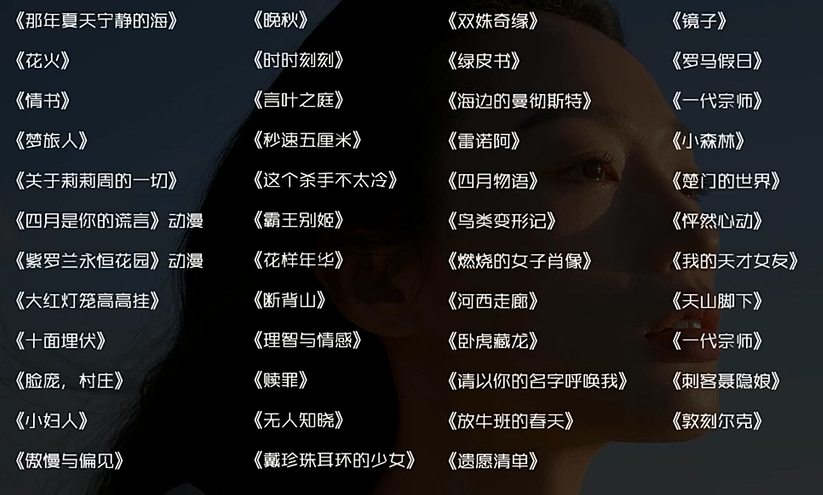 《那年夏天宁静的海》 《晚秋》 《双姝奇缘》 《镜子》
《花火》 《时时刻刻》 《绿皮书》 《罗马假日》
《情书》 《言叶之庭》 《海边的曼彻斯特》 《一代宗师》
《梦旅人》 《秒速五厘米》 《雷诺阿》 《小森林》
《关于莉莉周的一切》 《这个杀手不太冷》 《四月物语》 《楚门的世界》
《四月是你的谎言》动漫 《霸王别姬》 《鸟类变形记》 《怦然心动》
《紫罗兰永恒花园》动漫 《花样年华》 《燃烧的女子肖像》 《我的天才女友》
《大红灯笼高高挂》 《断背山》 《河西走廊》 《天山脚下》
《十面埋伏》 《理智与情感》 《卧虎藏龙》 《一代宗师》
《脸庞，村庄》 《赎罪》 《请以你的名字呼唤我》 《刺客聂隐娘》
《小妇人》 《无人知晓》 《放牛班的春天》 《敦刻尔克》
《傲慢与偏见》 《戴珍珠耳环的少女》 《遗愿清单》